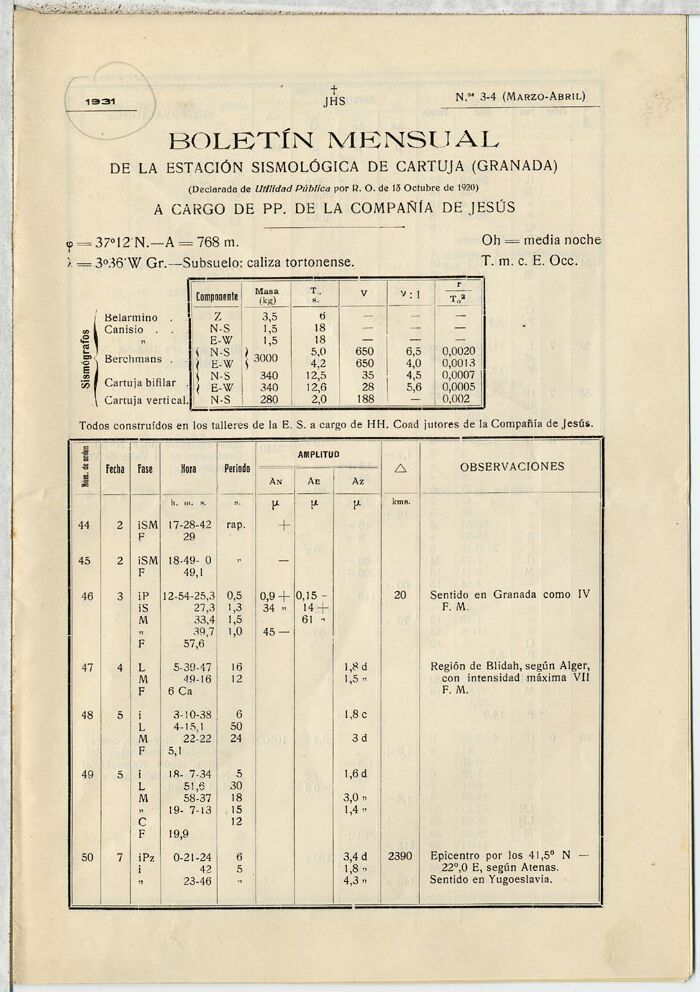 1931
JHS
N.os 3-4 (MARZO-ABRIL)
BOLETÍN MENSUAL
DE LA ESTACIÓN SISMOLÓGICA DE CARTUJA (GRANADA)
(Declarada de Utilidad Pública por R. O. de 13 Octubre de 1920)
A CARGO DE PP. DE LA COMPAÑÍA DE JESÚS
φ = 37º12´N.—A = 768 m. Oh = media noche
λ = 3º36´W Gr.—Subsuelo: caliza tortonense. T. m. c. E. Occ.
Sismógrafos
Componente Masa (kg) T., s. V v : 1 r / T₀²
Belarmino . Z 3,5 6 — — —
Canisio . . N-S 1,5 18 — — —
" E-W 1,5 18 — — —
Berchmans . N-S 3000 5,0 650 6,5 0,0020
E-W 4,2 650 4,0 0,0013
Cartuja bifilar . N-S 340 12,5 35 4,5 0,0007
E-W 340 12,6 28 5,6 0,0005
Cartuja vertical. N-S 280 2,0 188 — 0,002
Todos construídos en los talleres de la E. S. a cargo de HH. Coad jutores de la Compañía de Jesús.
Núm. de orden Fecha Fase Hora Período AMPLITUD △ OBSERVACIONES
AN AE AZ
h. m. s. s. µ µ µ kms.
44 2 iSM 17-28-42 rap. +
F 29
45 2 iSM 18-49- 0 " —
F 49,1
46 3 iP 12-54-25,3 0,5 0,9 + 0,15 - 20 Sentido en Granada como IV
iS 27,3 1,3 34 " 14 + F. M.
M 33,4 1,5 61 "
" 39,7 1,0 45 —
F 57,6
47 4 L 5-39-47 16 1,8 d Región de Blidah, según Alger,
M 49-16 12 1,5 " con intensidad máxima VII
F 6 Ca F. M.
48 5 i 3-10-38 6 1,8 c
L 4-15,1 50
M 22-22 24 3 d
F 5,1
49 5 i 18- 7-34 5 1,6 d
L 51,6 30
M 58-37 18 3,0 "
" 19- 7-13 15 1,4 "
C 12
F 19,9
50 7 iPz 0-21-24 6 3,4 d 2390 Epicentro por los 41,5º N —
i 42 5 1,8 " 22º,0 E, según Atenas.
" 23-46 " 4,3 " Sentido en Yugoeslavia.